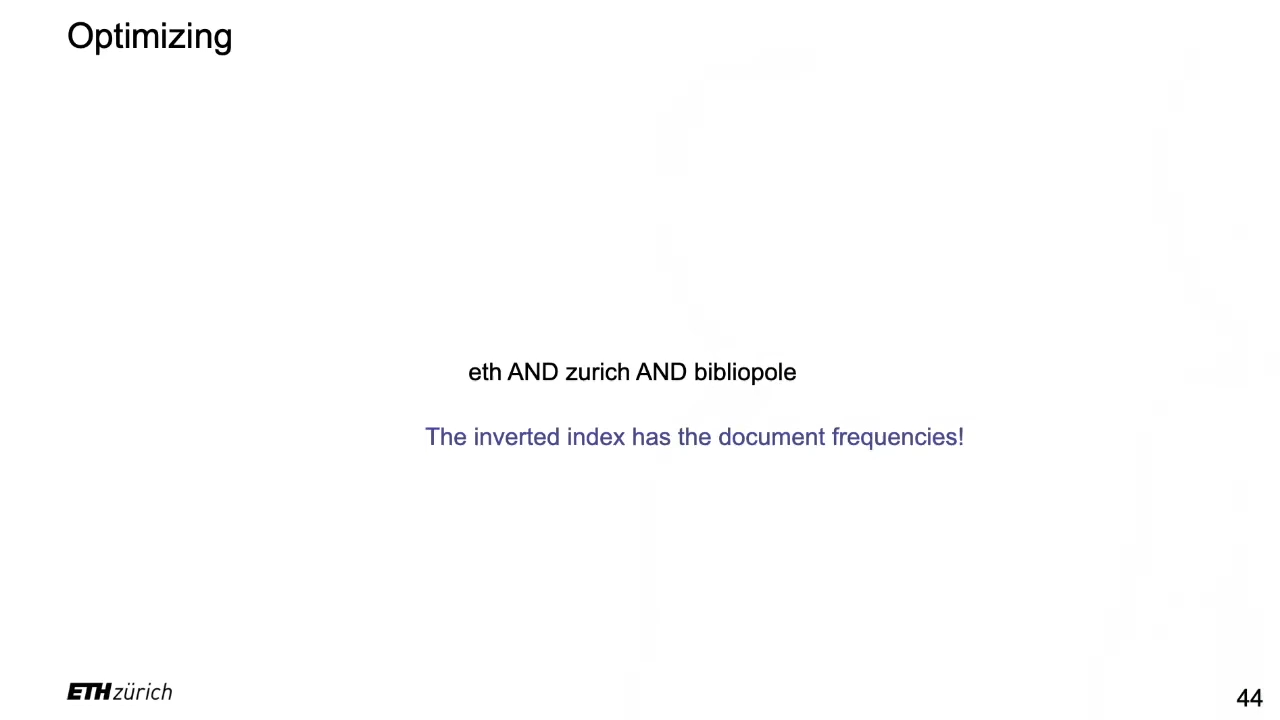 Optimizing
eth AND zurich AND bibliopole
The inverted index has the document frequencies!
ETH zürich
44